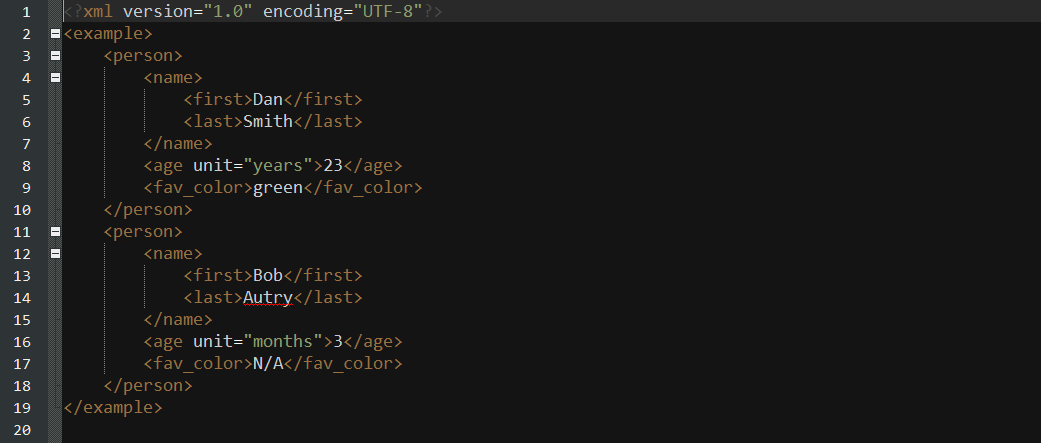 1 <?xml version="1.0" encoding="UTF-8"?>
2 <example>
3     <person>
4         <name>
5             <first>Dan</first>
6             <last>Smith</last>
7         </name>
8         <age unit="years">23</age>
9         <fav_color>green</fav_color>
10     </person>
11     <person>
12         <name>
13             <first>Bob</first>
14             <last>Autry</last>
15         </name>
16         <age unit="months">3</age>
17         <fav_color>N/A</fav_color>
18     </person>
19 </example>
20